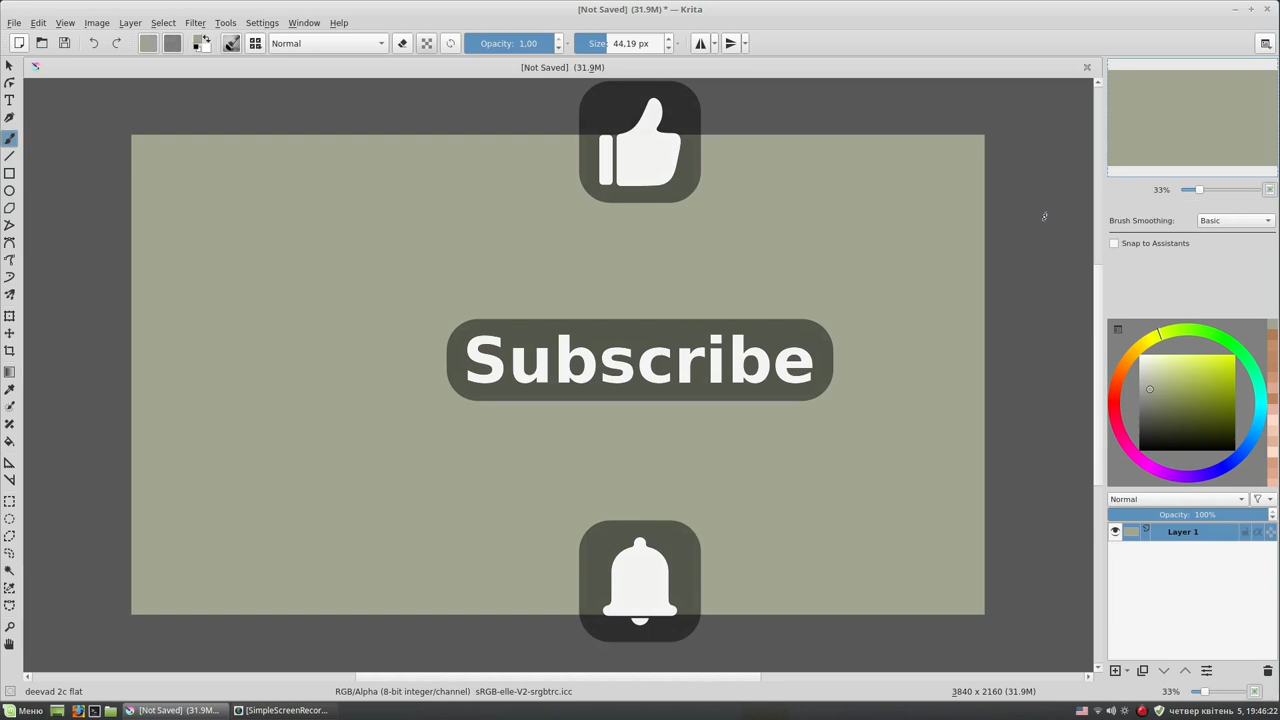 [Not Saved] (31.9M) * — Krita
File Edit View Image Layer Select Filter Tools Settings Window Help
Normal Opacity: 1,00 Size: 44,19 px
[Not Saved] (31.9M)
33%
Brush Smoothing: Basic
Snap to Assistants
Subscribe
Normal
Opacity: 100%
Layer 1
deevad 2c flat RGB/Alpha (8-bit integer/channel) sRGB-elle-V2-srgbtrc.icc 3840 x 2160 (31.9M) 33%
Меню [Not Saved] (31.9M... [SimpleScreenRecor... четвер квітень 5, 19:46:22